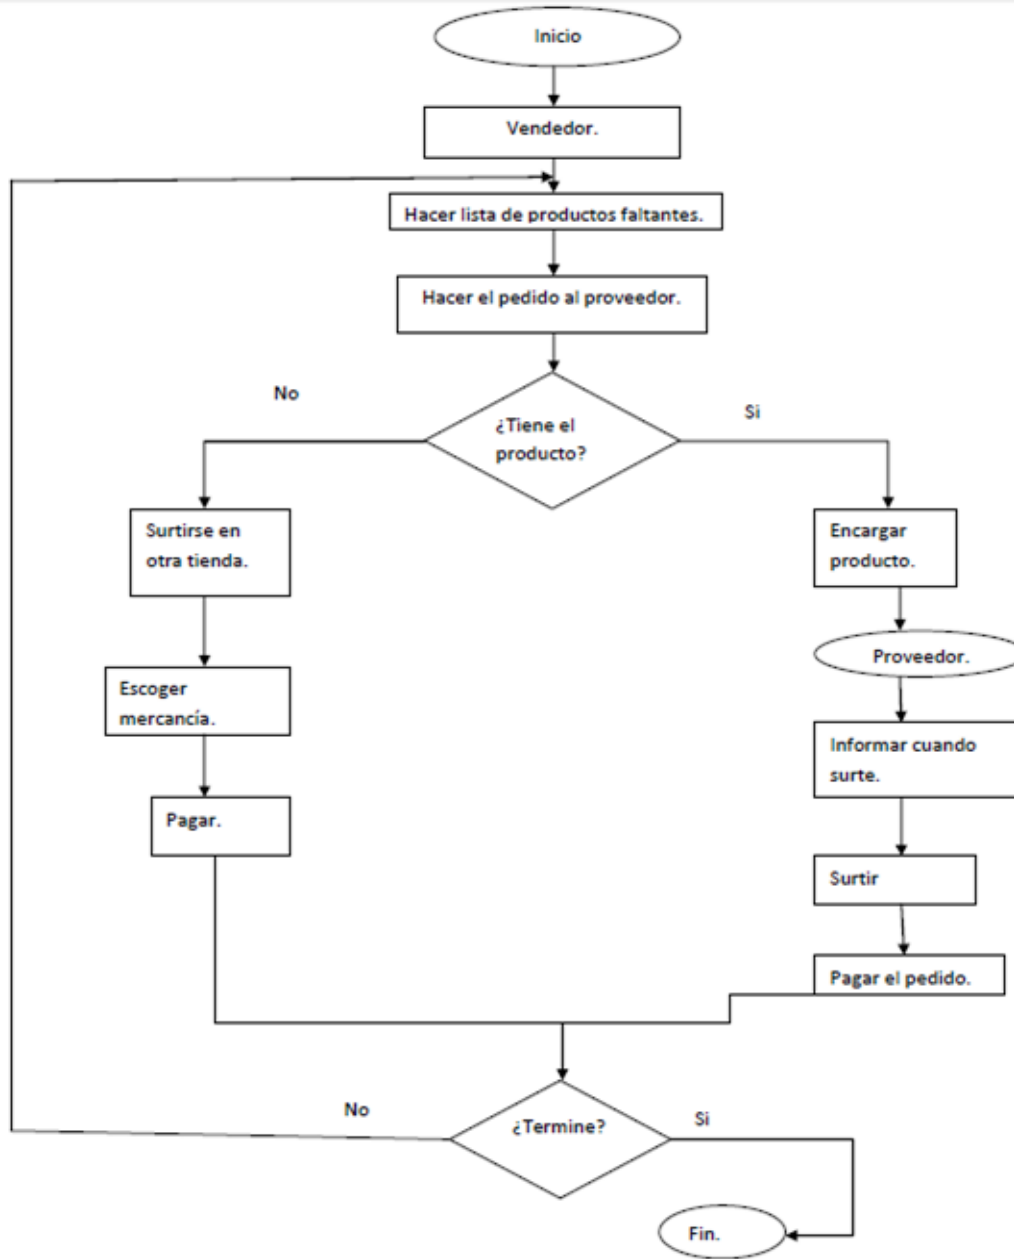 Inicio
Vendedor.
Hacer lista de productos faltantes.
Hacer el pedido al proveedor.
No
Si
¿Tiene el
producto?
Surtirse en
otra tienda.
Encargar
producto.
Proveedor.
Escoger
mercancía.
Informar cuando
surte.
Pagar.
Surtir
Pagar el pedido.
No
¿Termine?
Si
Fin.